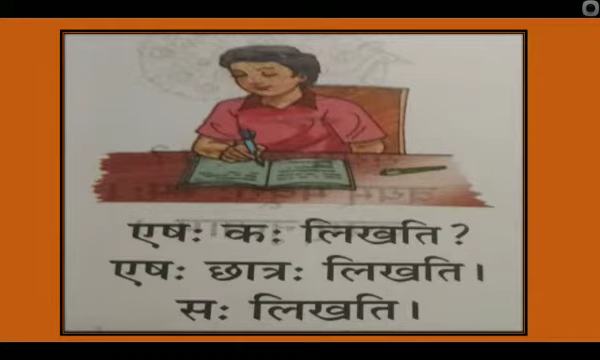 एषः कः लिखति?
एषः छात्रः लिखति।
सः लिखति।